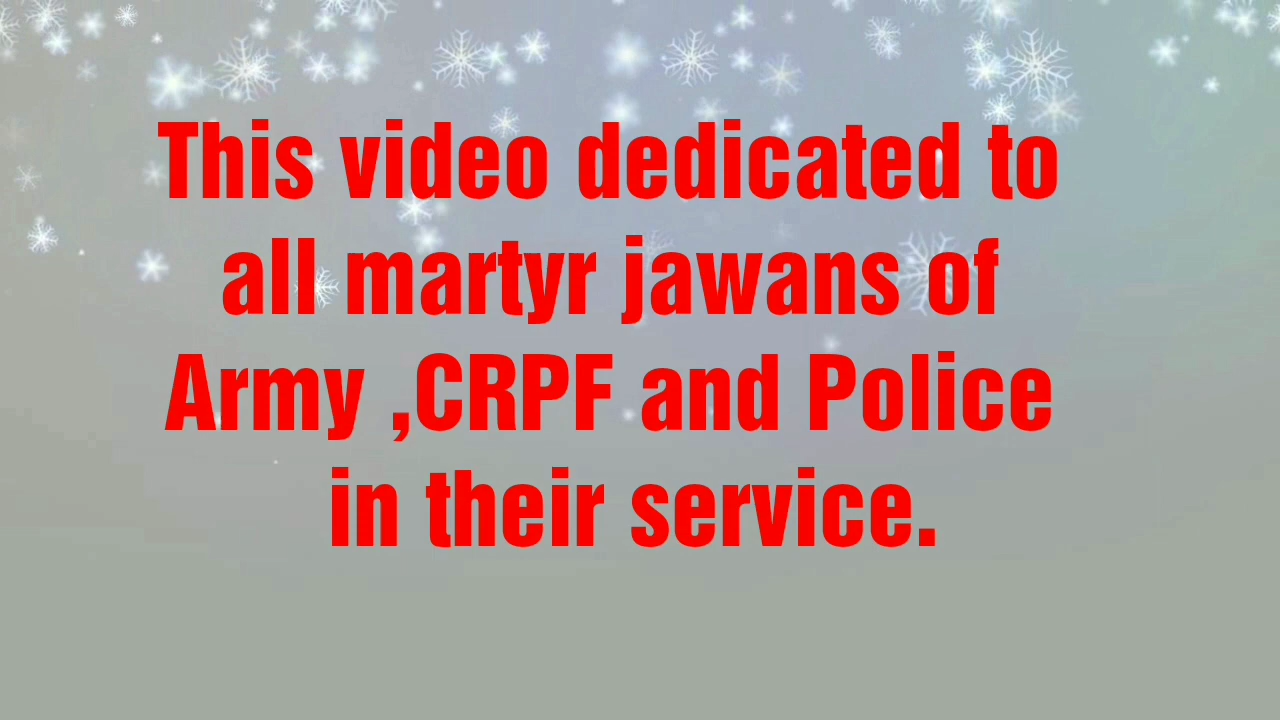 This video dedicated to
all martyr jawans of
Army ,CRPF and Police
in their service.